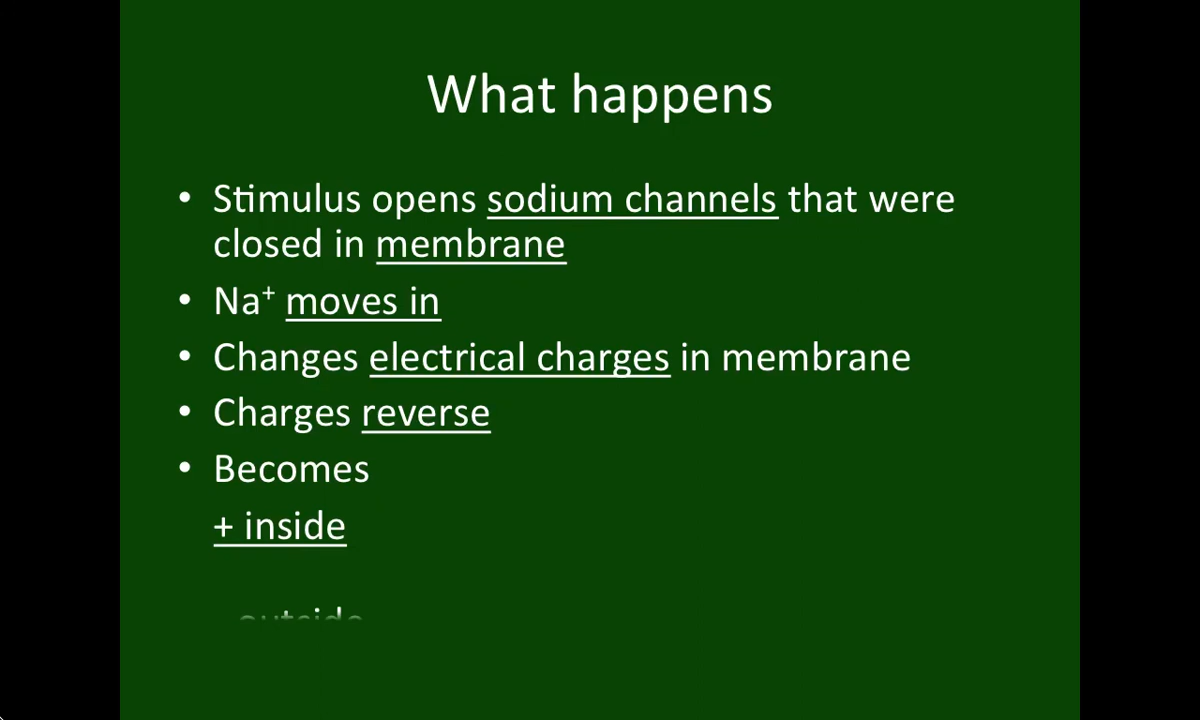 What happens
• Stimulus opens sodium channels that were
closed in membrane
• Na⁺ moves in
• Changes electrical charges in membrane
• Charges reverse
• Becomes
+ inside
outside